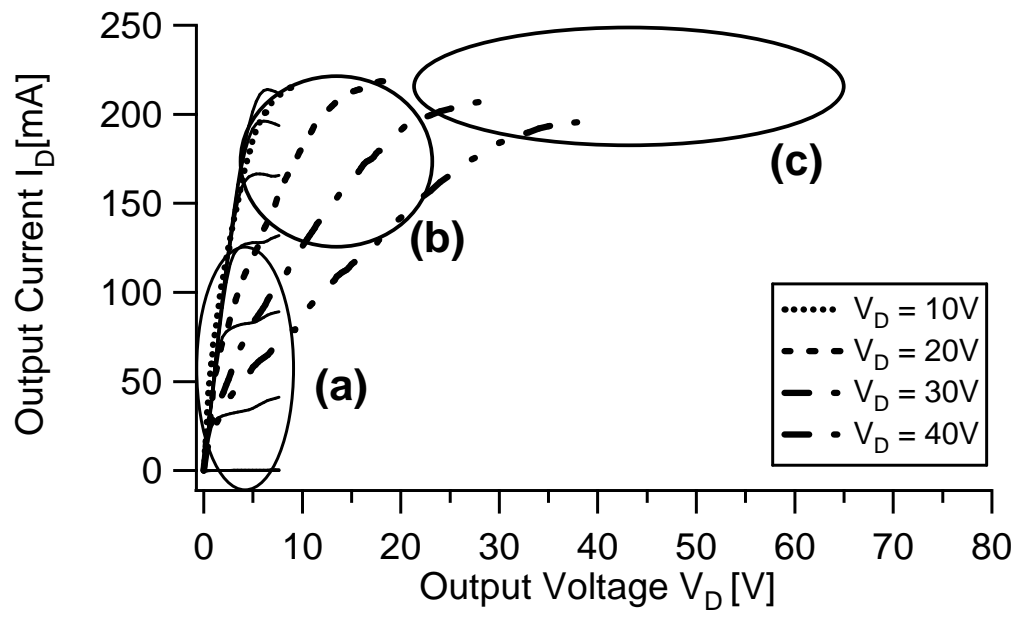 250
200
150
100
50
0
Output Current I_D[mA]
(c)
(b)
(a)
V_D = 10V
V_D = 20V
V_D = 30V
V_D = 40V
0 10 20 30 40 50 60 70 80
Output Voltage V_D [V]